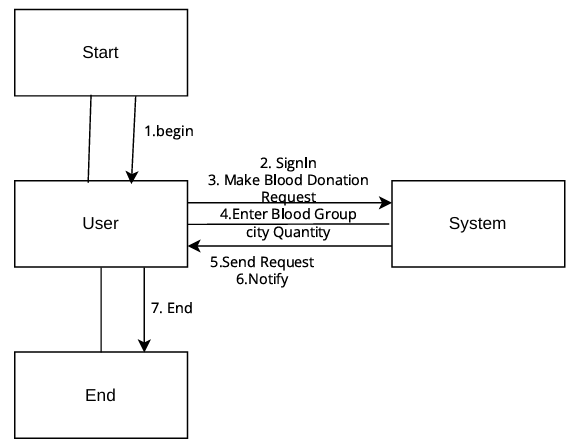 Start
1.begin
2. SignIn
3. Make Blood Donation
Request
4.Enter Blood Group
city Quantity
User
System
5.Send Request
6.Notify
7. End
End